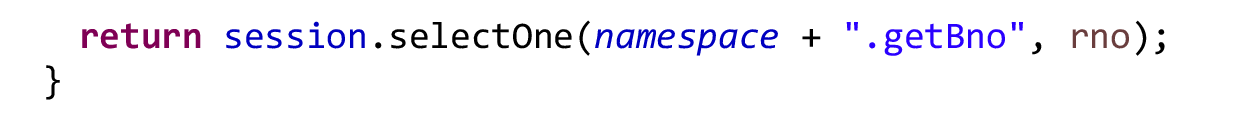 return session.selectOne(namespace + ".getBno", rno);
}